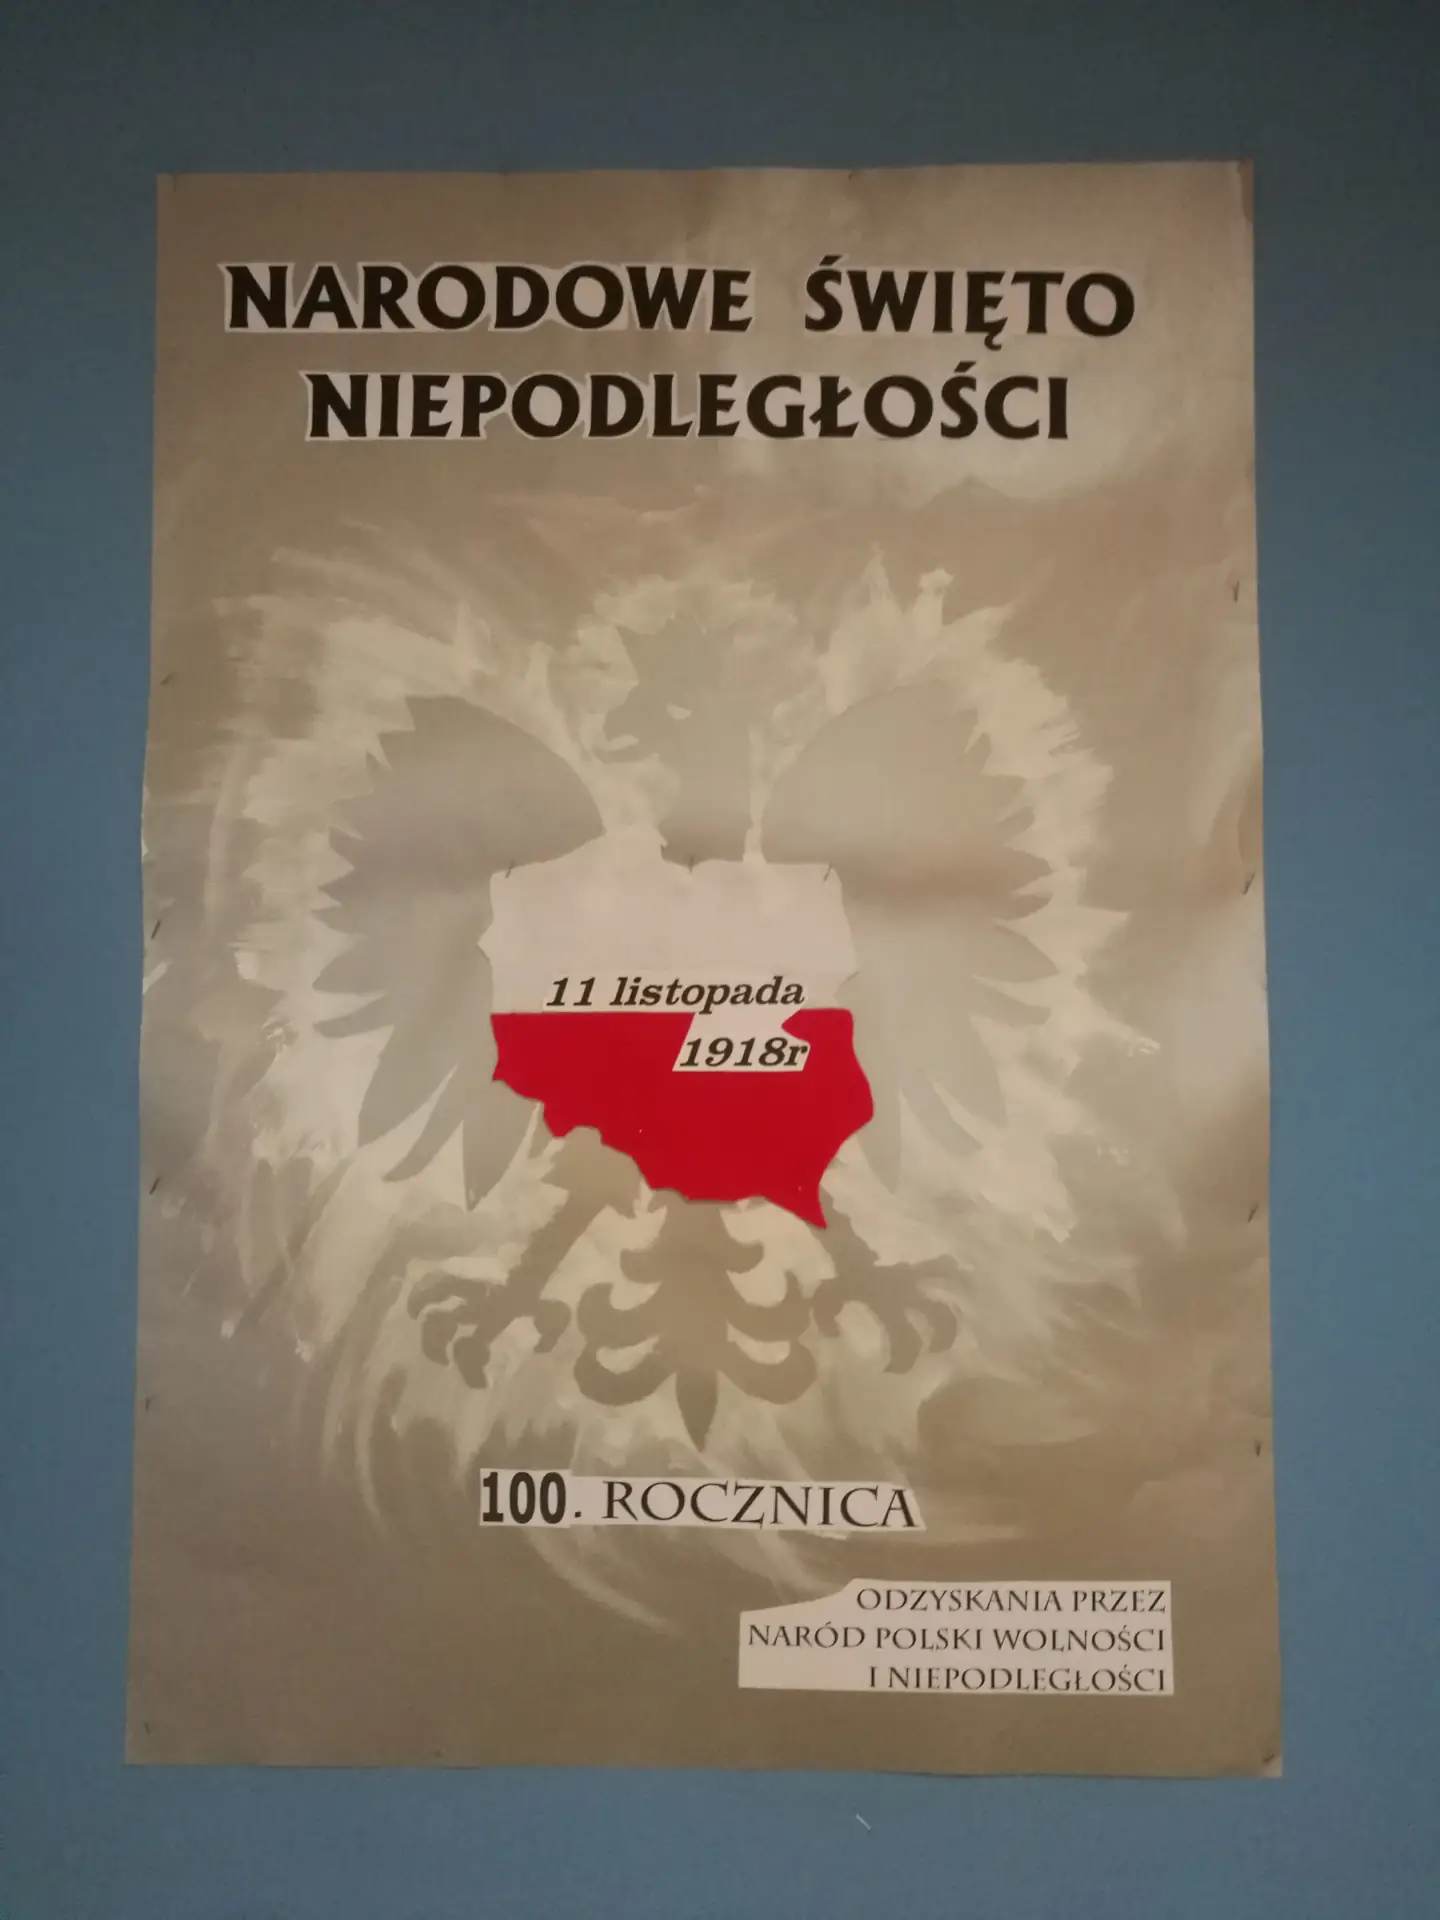 NARODOWE ŚWIĘTO
NIEPODLEGŁOŚCI
11 listopada
1918r
100. ROCZNICA
ODZYSKANIA PRZEZ
NARÓD POLSKI WOLNOŚCI
I NIEPODLEGŁOŚCI